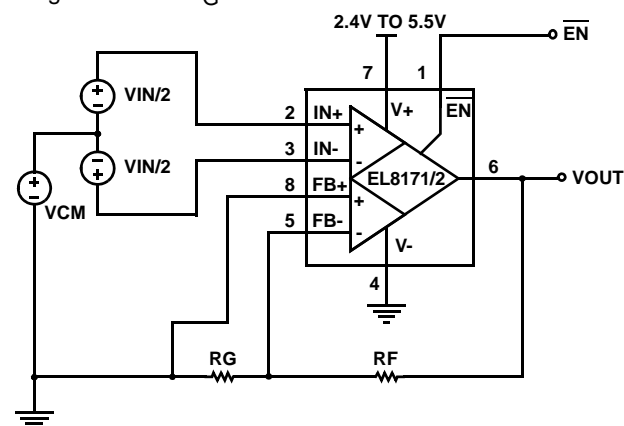 G
2.4V TO 5.5V
EN
7
1
VIN/2
2
IN+
V+
EN
+
-
3
IN-
+
-
VIN/2
-
EL8171/2
6
VOUT
8
FB+
+
+
-
VCM
5
FB-
-
V-
4
RG
RF